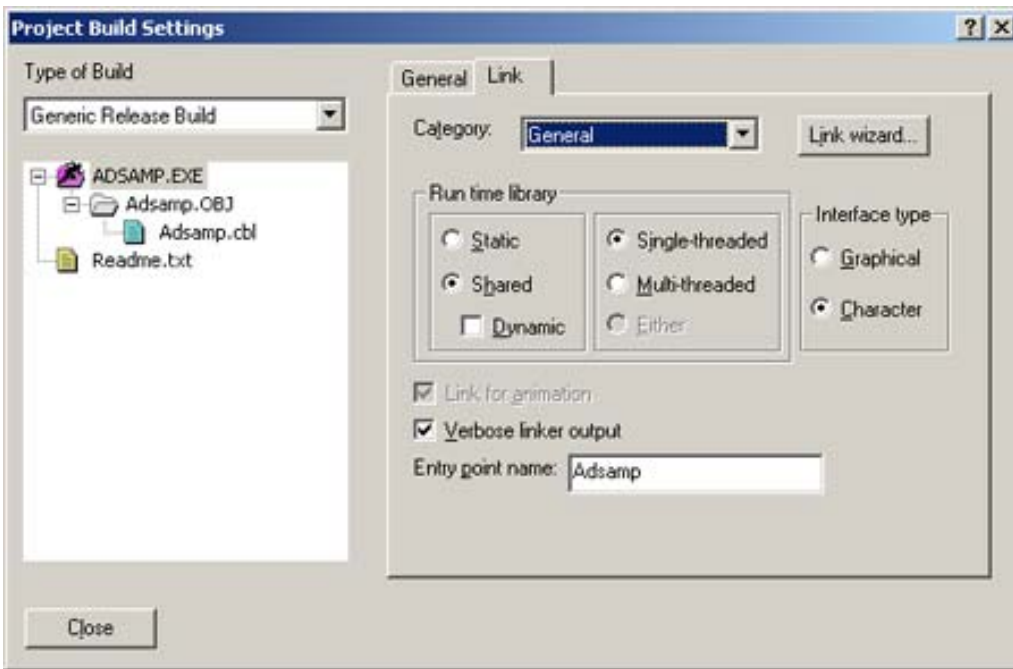 Project Build Settings
Type of Build
Generic Release Build
ADSAMP.EXE
Adsamp.OBJ
Adsamp.cbl
Readme.txt
General Link
Category: General
Link wizard...
Run time library
Static
Shared
Dynamic
Single-threaded
Multi-threaded
Either
Interface type
Graphical
Character
Link for animation
Verbose linker output
Entry point name: Adsamp
Close